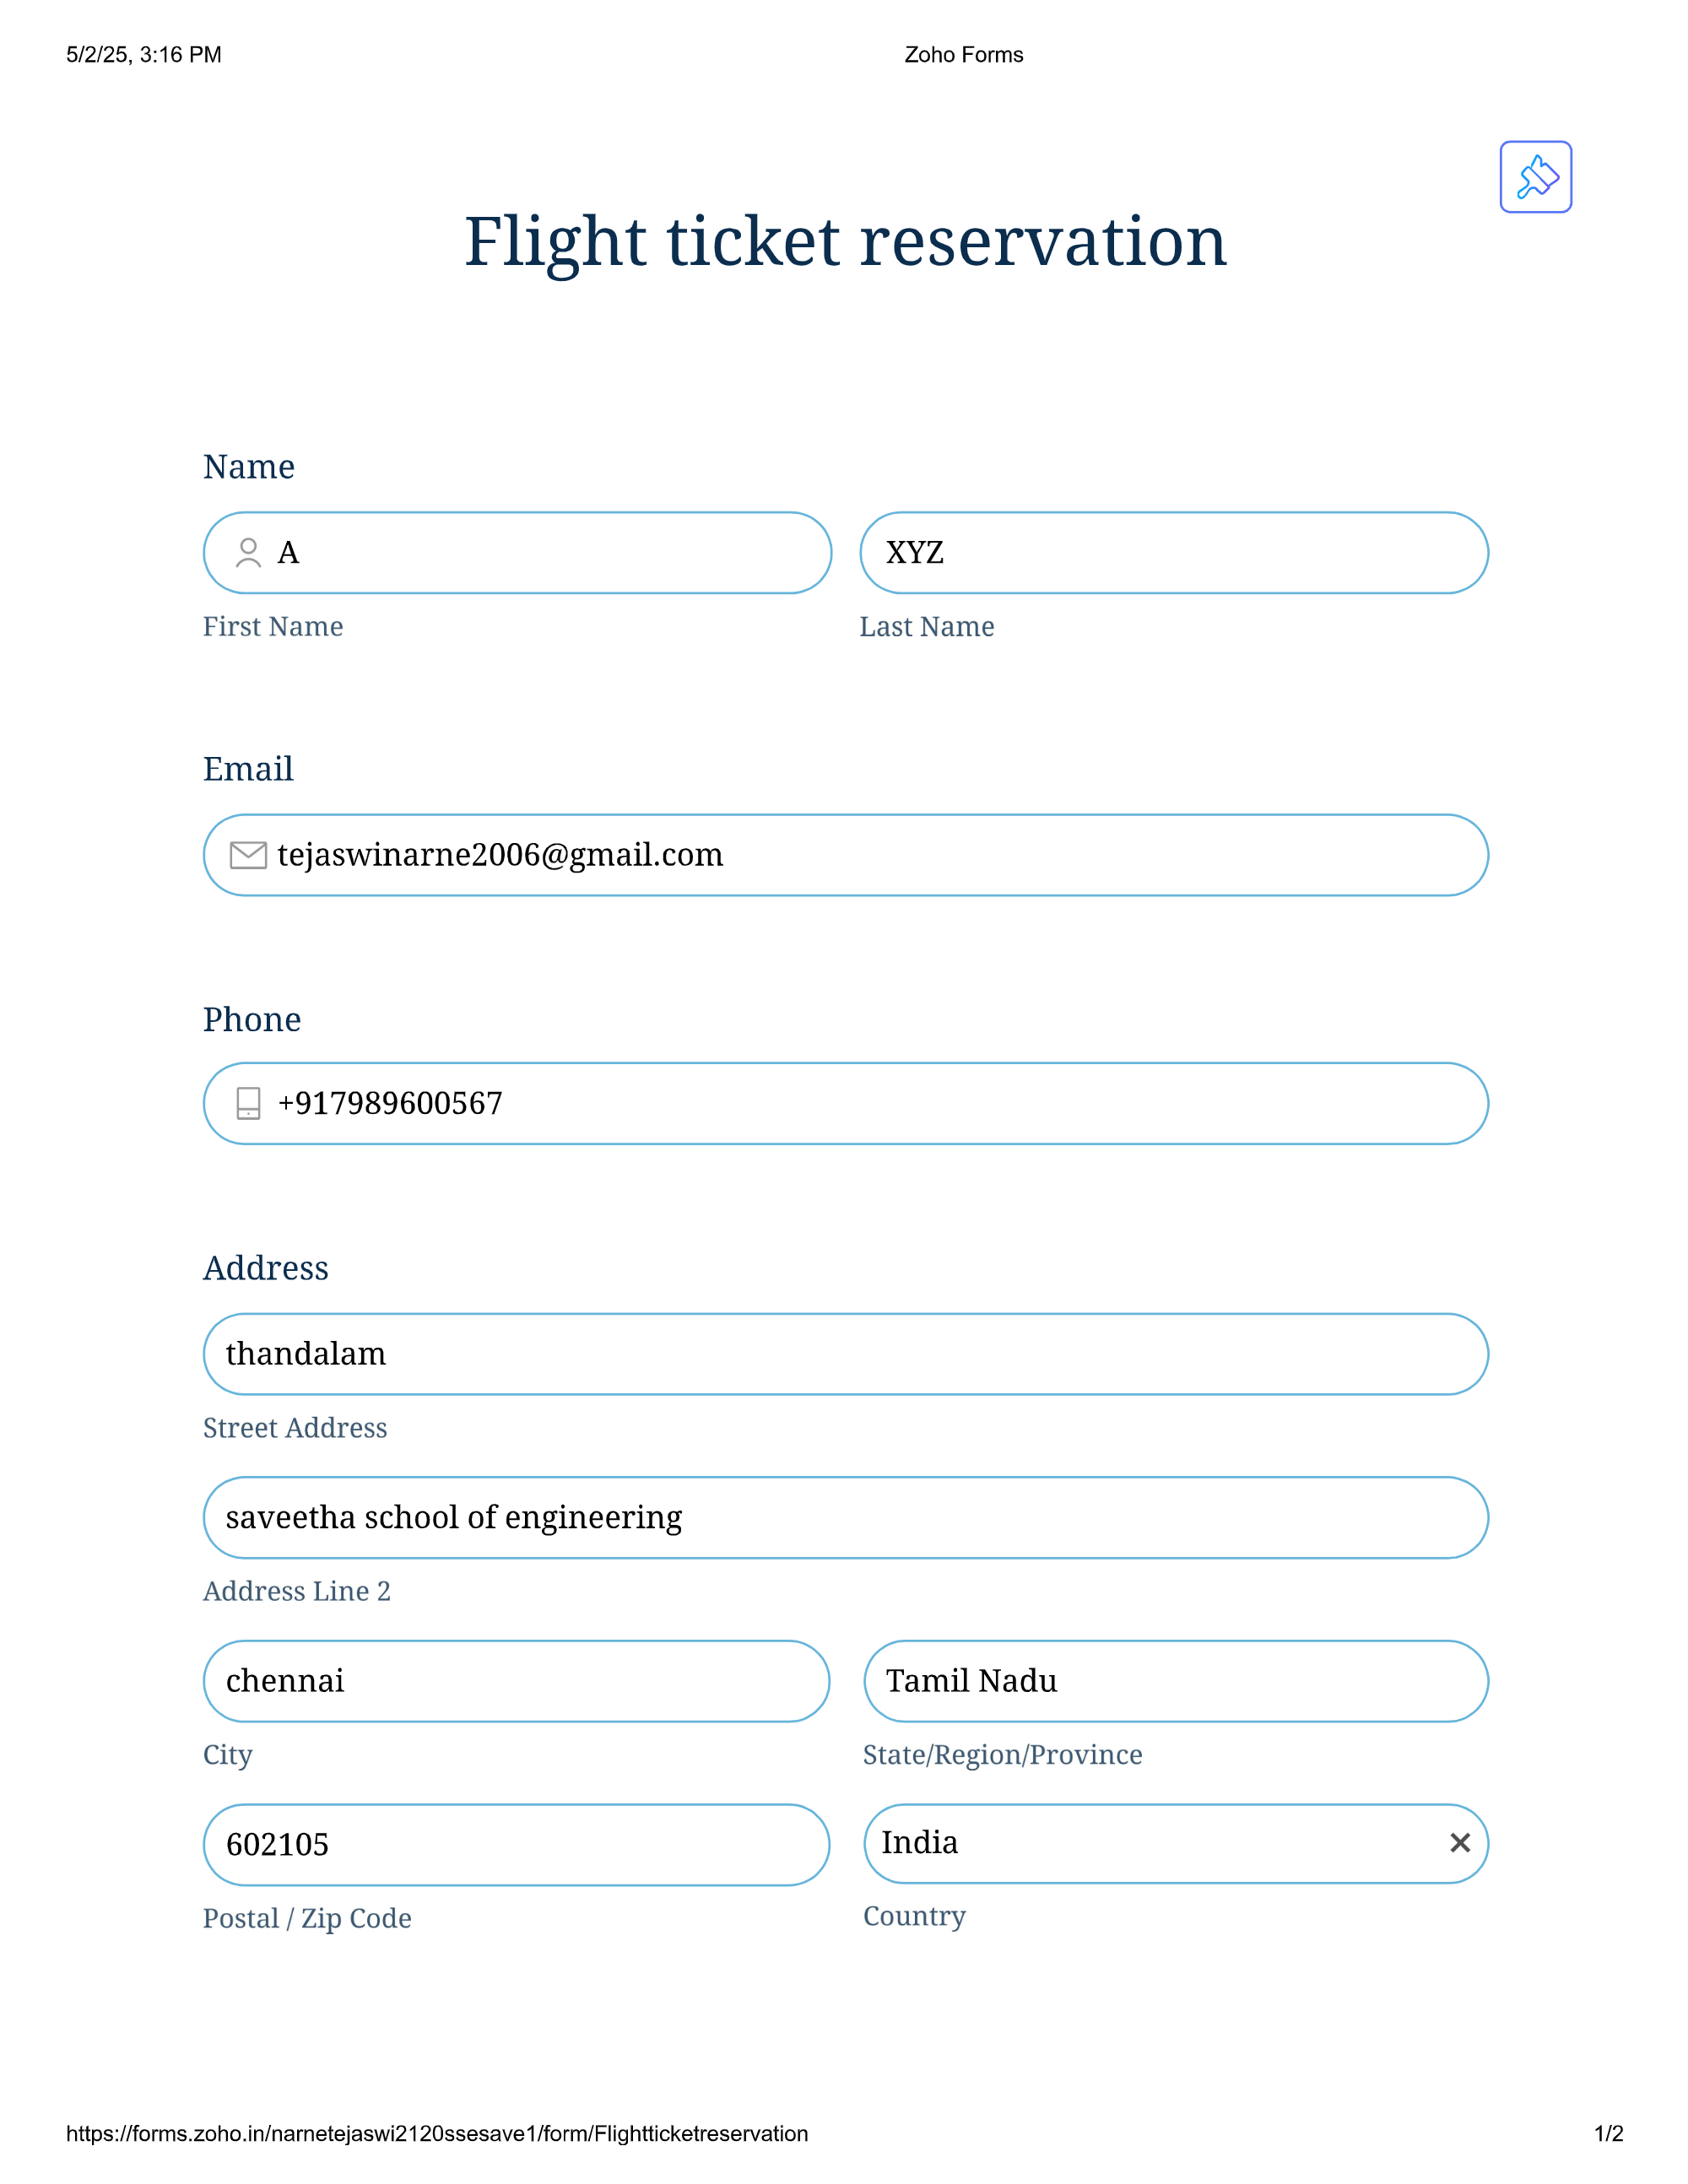 5/2/25, 3:16 PM Zoho Forms
Flight ticket reservation
Name
A XYZ
First Name Last Name
Email
tejaswinarne2006@gmail.com
Phone
+917989600567
Address
thandalam
Street Address
saveetha school of engineering
Address Line 2
chennai Tamil Nadu
City State/Region/Province
602105 India
Postal / Zip Code Country
https://forms.zoho.in/narnetejaswi2120ssesave1/form/Flightticketreservation 1/2